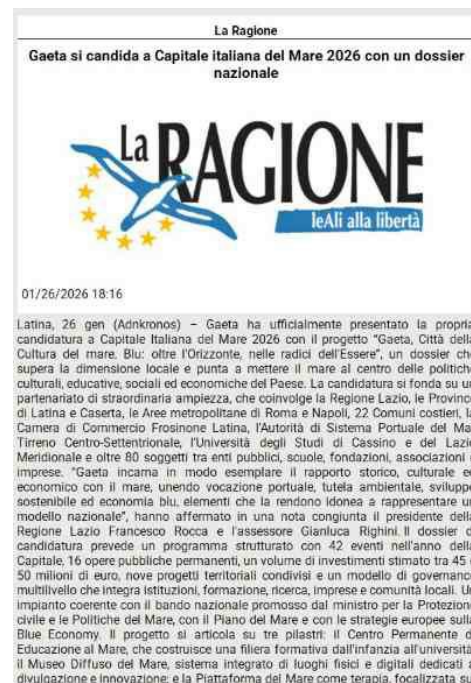 La Ragione
Gaeta si candida a Capitale italiana del Mare 2026 con un dossier
nazionale
La RAGIONE
leAli alla libertà
01/26/2026 18:16
Latina, 26 gen (Adnkronos) – Gaeta ha ufficialmente presentato la propria
candidatura a Capitale Italiana del Mare 2026 con il progetto "Gaeta, Città della
Cultura del mare. Blu: oltre l'Orizzonte, nelle radici dell'Essere", un dossier che
supera la dimensione locale e punta a mettere il mare al centro delle politiche
culturali, educative, sociali ed economiche del Paese. La candidatura si fonda su un
partenariato di straordinaria ampiezza, che coinvolge la Regione Lazio, le Province
di Latina e Caserta, le Aree metropolitane di Roma e Napoli, 22 Comuni costieri, la
Camera di Commercio Frosinone Latina, l'Autorità di Sistema Portuale del Mar
Tirreno Centro-Settentrionale, l'Università degli Studi di Cassino e del Lazio
Meridionale e oltre 80 soggetti tra enti pubblici, scuole, fondazioni, associazioni e
imprese. "Gaeta incarna in modo esemplare il rapporto storico, culturale ed
economico con il mare, unendo vocazione portuale, tutela ambientale, sviluppo
sostenibile ed economia blu, elementi che la rendono idonea a rappresentare un
modello nazionale", hanno affermato in una nota congiunta il presidente della
Regione Lazio Francesco Rocca e l'assessore Gianluca Righini. Il dossier di
candidatura prevede un programma strutturato con 42 eventi nell'anno della
Capitale, 16 opere pubbliche permanenti, un volume di investimenti stimato tra 45 e
50 milioni di euro, nove progetti territoriali condivisi e un modello di governance
multilivello che integra istituzioni, formazione, ricerca, imprese e comunità locali. Un
impianto coerente con il bando nazionale promosso dal ministro per la Protezione
civile e le Politiche del Mare, con il Piano del Mare e con le strategie europee sulla
Blue Economy. Il progetto si articola su tre pilastri: il Centro Permanente di
Educazione al Mare, che costruisce una filiera formativa dall'infanzia all'università;
il Museo Diffuso del Mare, sistema integrato di luoghi fisici e digitali dedicati a
divulgazione e innovazione; e la Piattaforma del Mare come terapia, focalizzata su